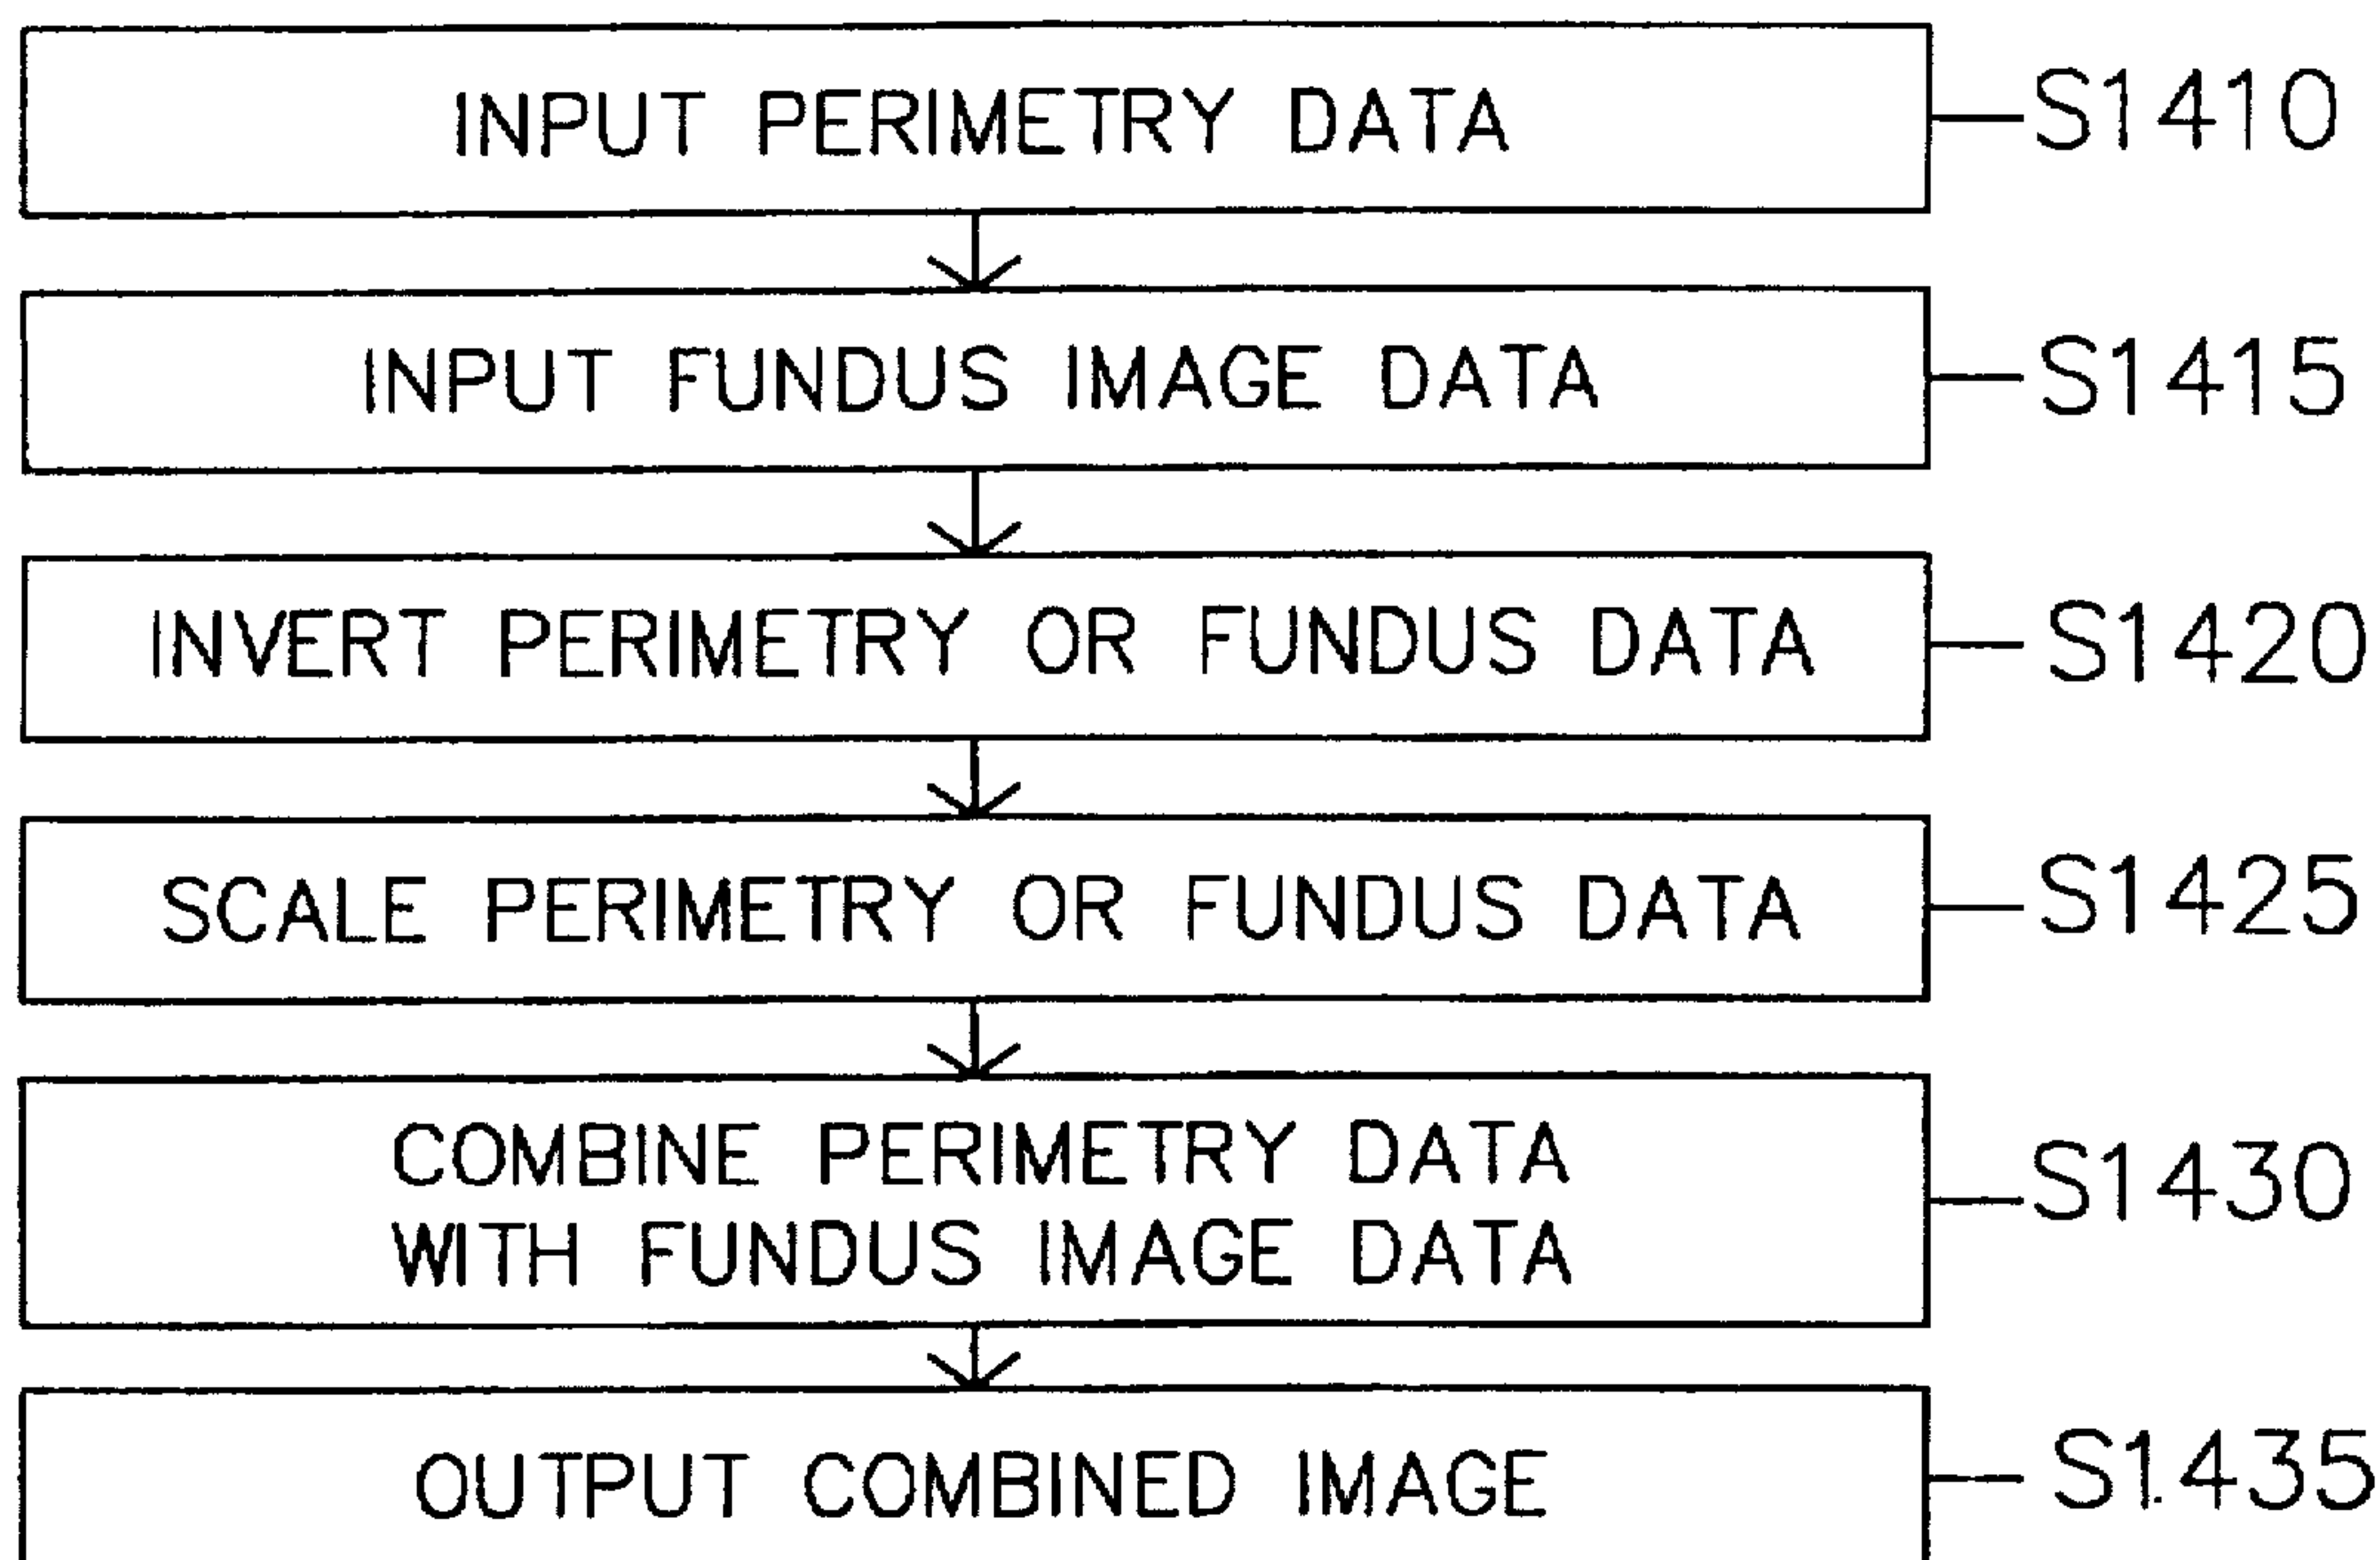 INPUT PERIMETRY DATA
S1410
INPUT FUNDUS IMAGE DATA
S1415
INVERT PERIMETRY OR FUNDUS DATA
S1420
SCALE PERIMETRY OR FUNDUS DATA
S1425
COMBINE PERIMETRY DATA
WITH FUNDUS IMAGE DATA
S1430
OUTPUT COMBINED IMAGE
S1435